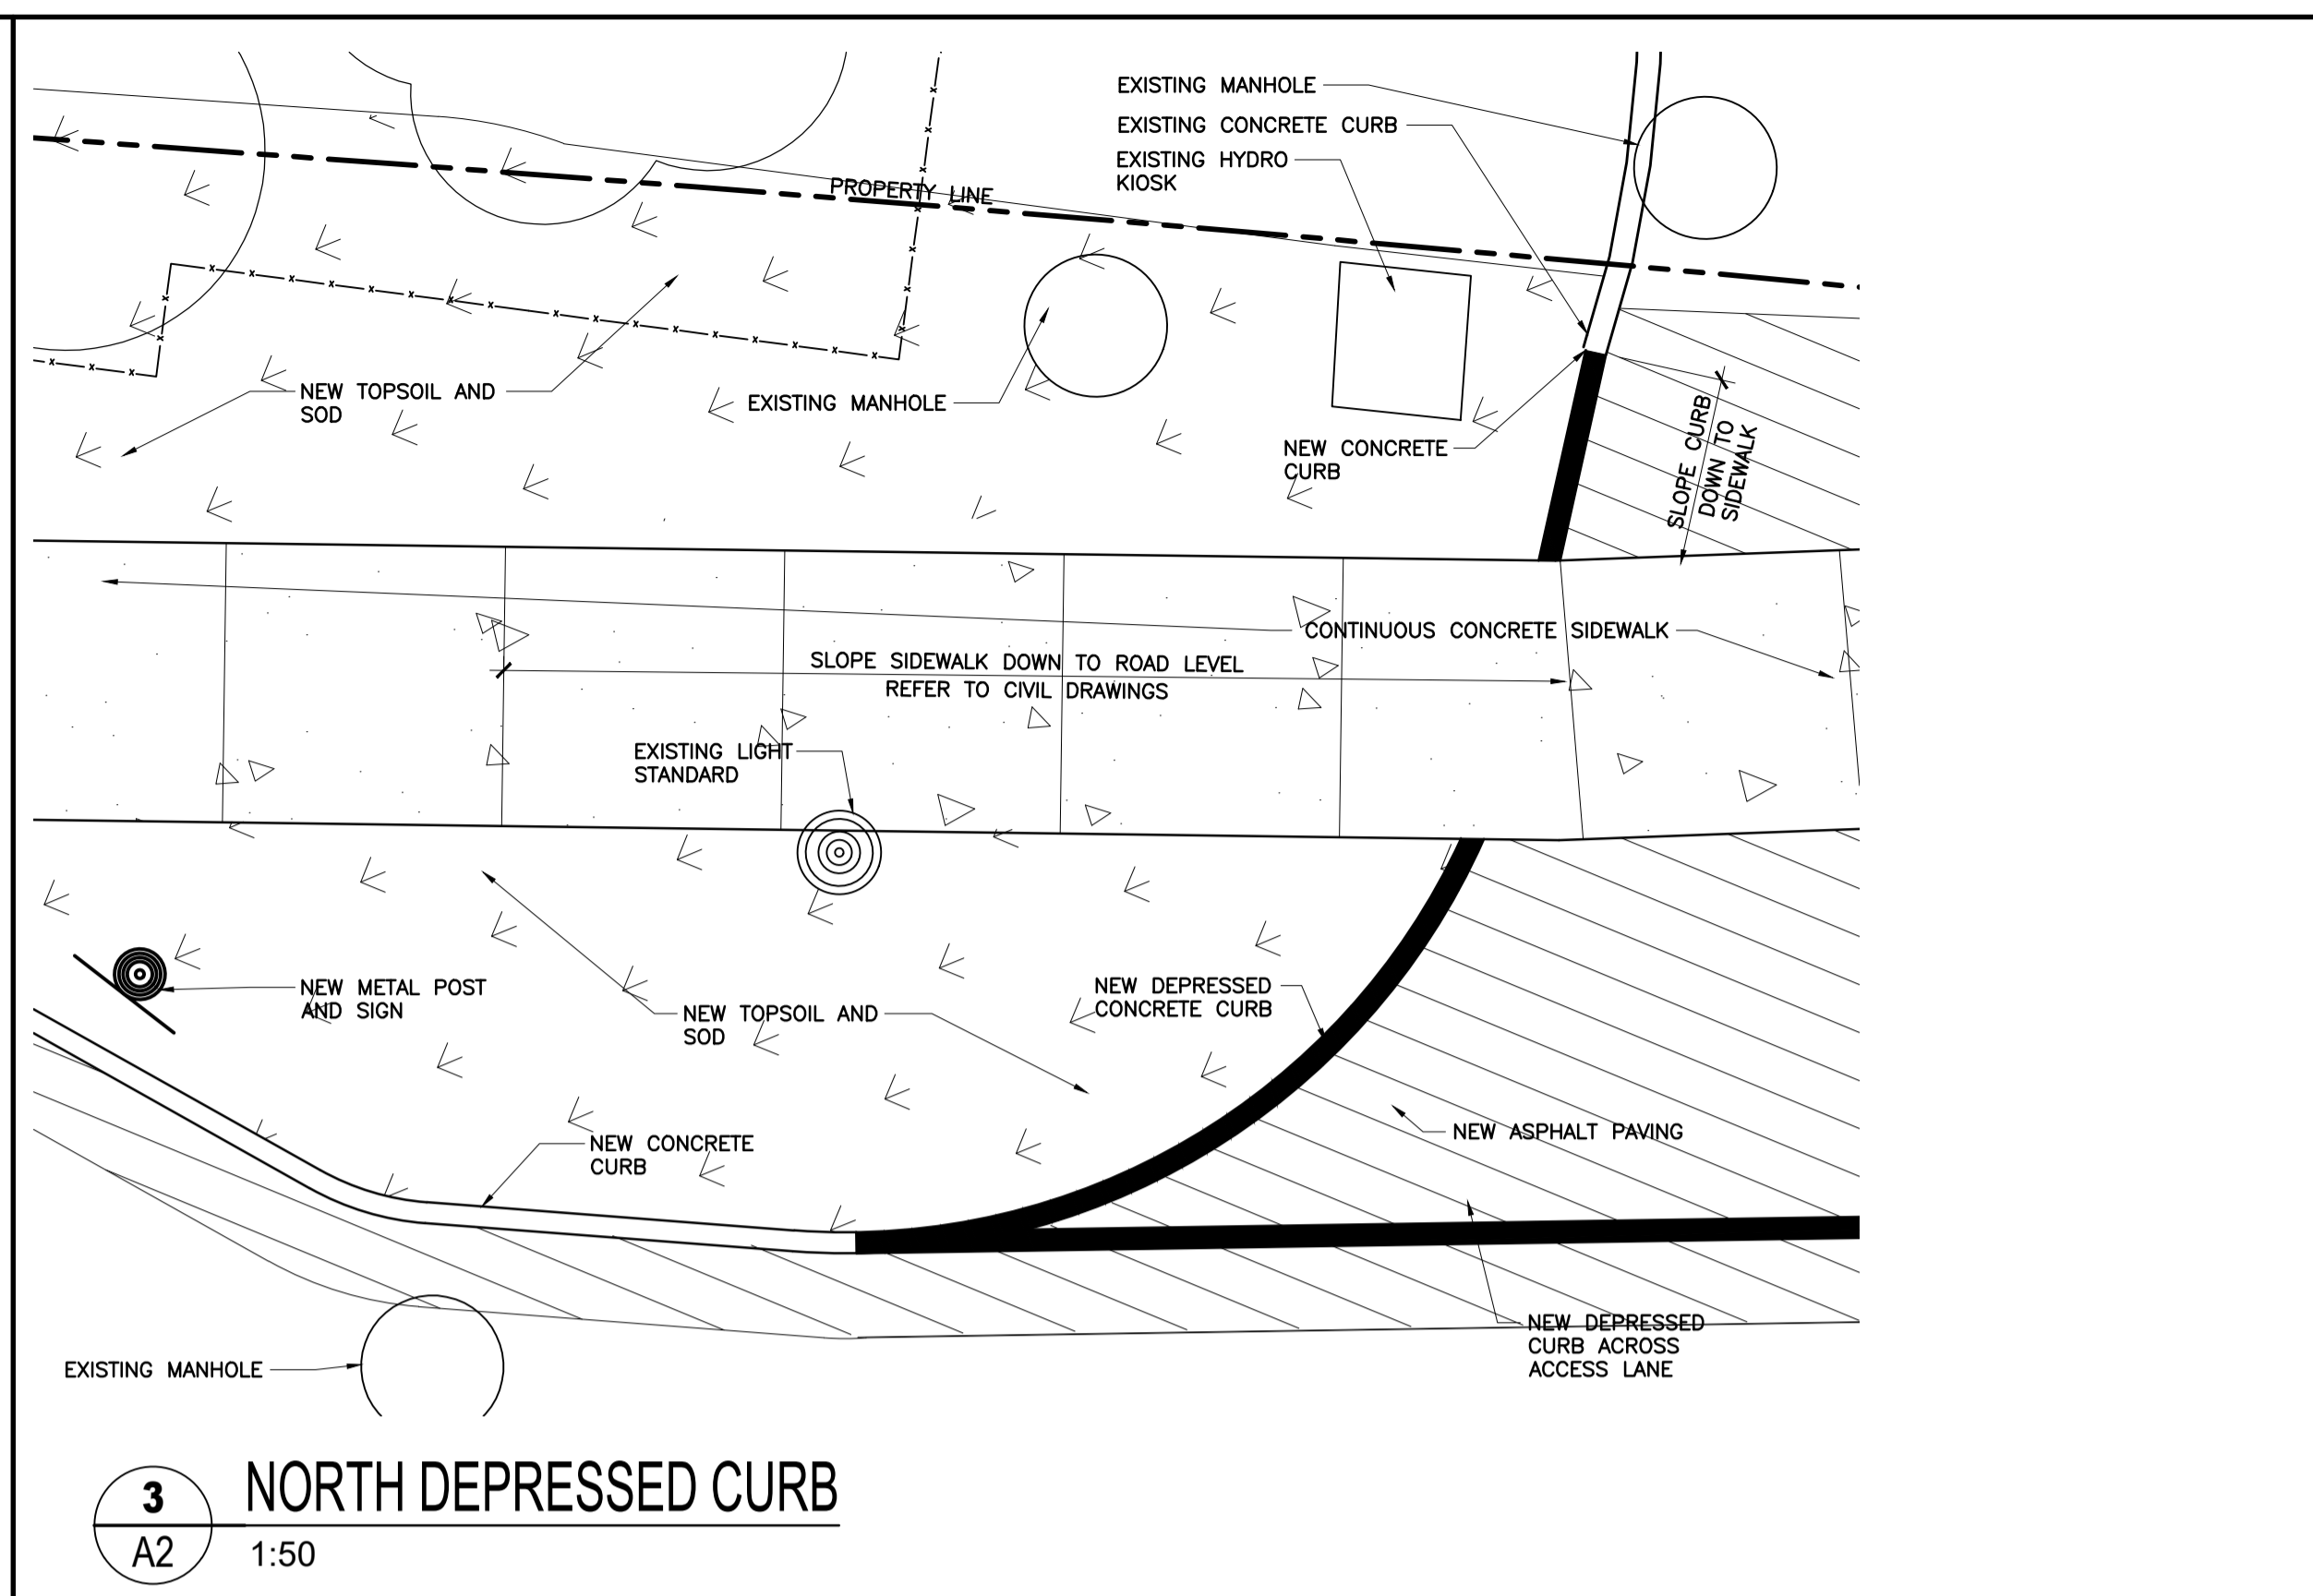 EXISTING MANHOLE
EXISTING CONCRETE CURB
EXISTING HYDRO
KIOSK
PROPERTY LINE
NEW TOPSOIL AND
SOD
EXISTING MANHOLE
NEW CONCRETE
CURB
SLOPE CURB
DOWN TO
SIDEWALK
CONTINUOUS CONCRETE SIDEWALK
SLOPE SIDEWALK DOWN TO ROAD LEVEL
REFER TO CIVIL DRAWINGS
EXISTING LIGHT
STANDARD
NEW METAL POST
AND SIGN
NEW TOPSOIL AND
SOD
NEW DEPRESSED
CONCRETE CURB
NEW CONCRETE
CURB
NEW ASPHALT PAVING
NEW DEPRESSED
CURB ACROSS
ACCESS LANE
EXISTING MANHOLE
3
A2
NORTH DEPRESSED CURB
1:50